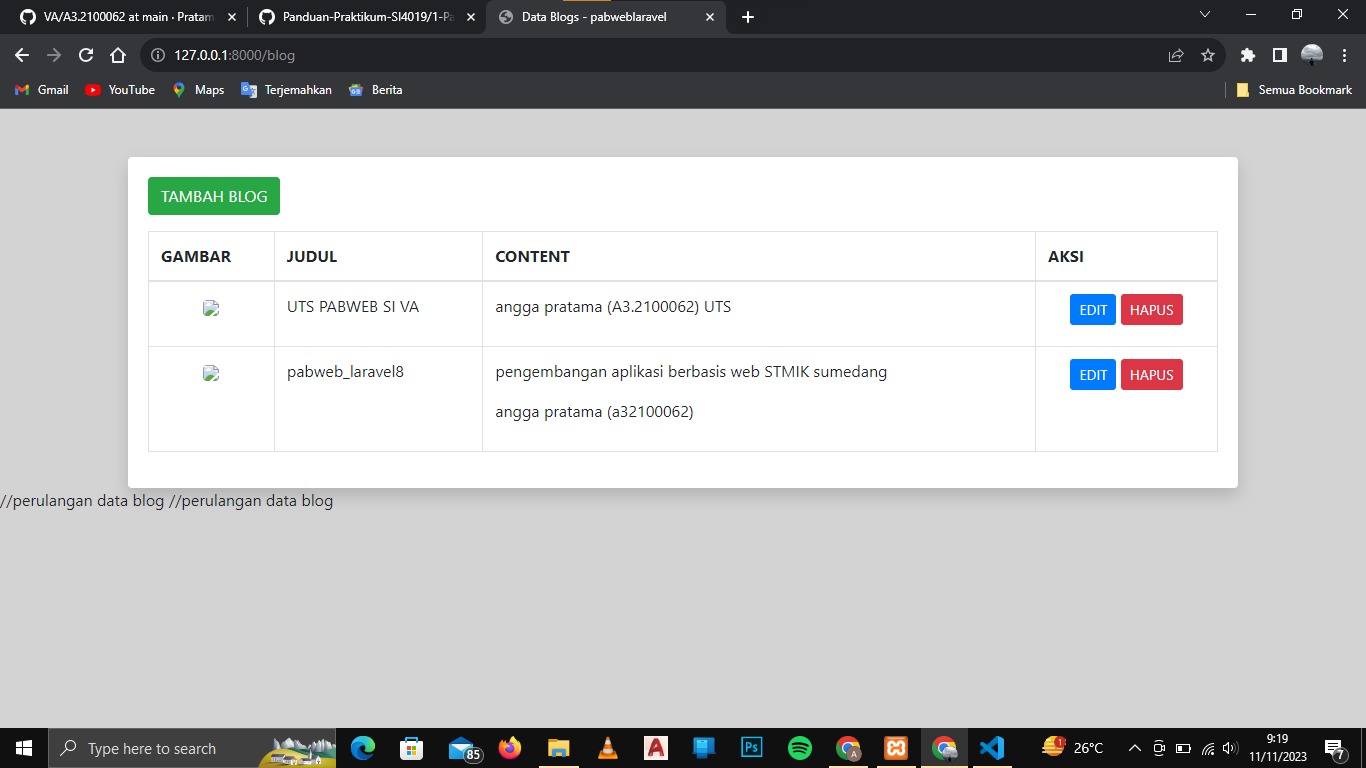 VA/A3.2100062 at main · Pratam
Panduan-Praktikum-SI4019/1-Pa
Data Blogs - pabweblaravel
127.0.0.1:8000/blog
Gmail
YouTube
Maps
Terjemahkan
Berita
Semua Bookmark
TAMBAH BLOG
GAMBAR JUDUL CONTENT AKSI
UTS PABWEB SI VA angga pratama (A3.2100062) UTS EDIT HAPUS
pabweb_laravel8 pengembangan aplikasi berbasis web STMIK sumedang EDIT HAPUS
angga pratama (a32100062)
//perulangan data blog //perulangan data blog
Type here to search
85
A
Ps
A
1
26°C
9:19
11/11/2023
7